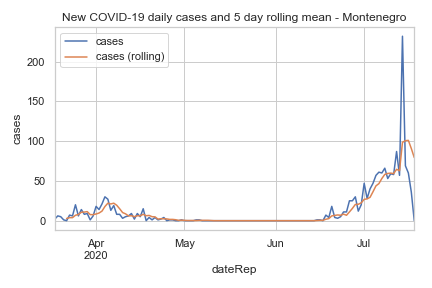 New COVID-19 daily cases and 5 day rolling mean - Montenegro
cases
cases (rolling)
cases
200
150
100
50
0
Apr
2020
May
Jun
Jul
dateRep